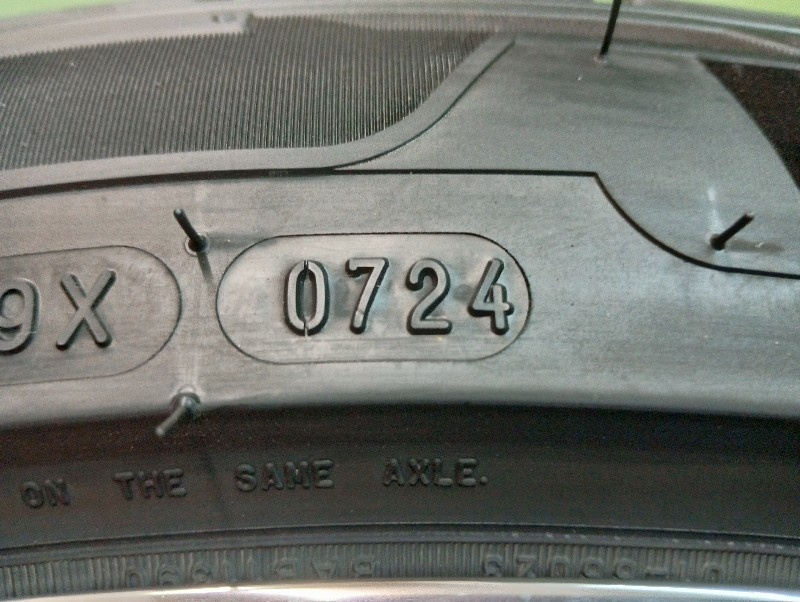 9X 0724
ON THE SAME AXLE.